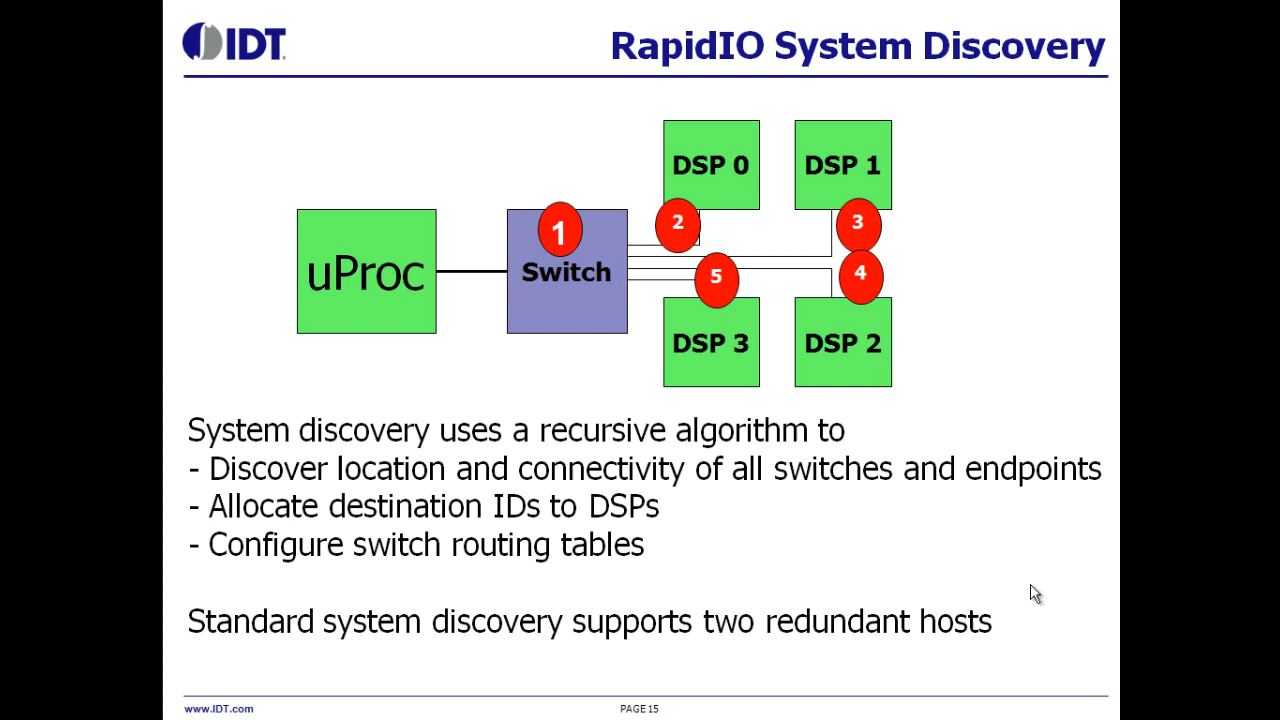 IDT
RapidIO System Discovery
DSP 0
DSP 1
1
2
3
uProc
Switch
5
4
DSP 3
DSP 2
System discovery uses a recursive algorithm to
- Discover location and connectivity of all switches and endpoints
- Allocate destination IDs to DSPs
- Configure switch routing tables
Standard system discovery supports two redundant hosts
www.IDT.com
PAGE 15